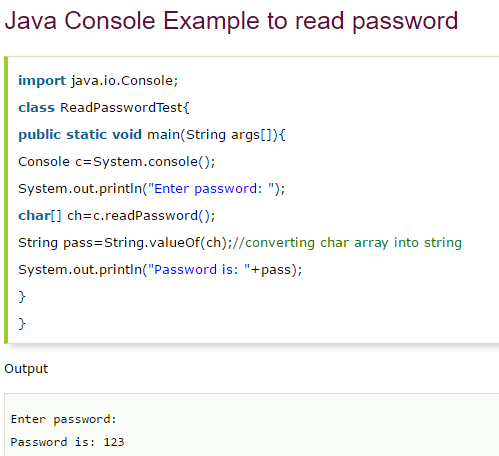 Java Console Example to read password
import java.io.Console;
class ReadPasswordTest{
public static void main(String args[]){
Console c=System.console();
System.out.println("Enter password: ");
char[] ch=c.readPassword();
String pass=String.valueOf(ch);//converting char array into string
System.out.println("Password is: "+pass);
}
}
Output
Enter password:
Password is: 123